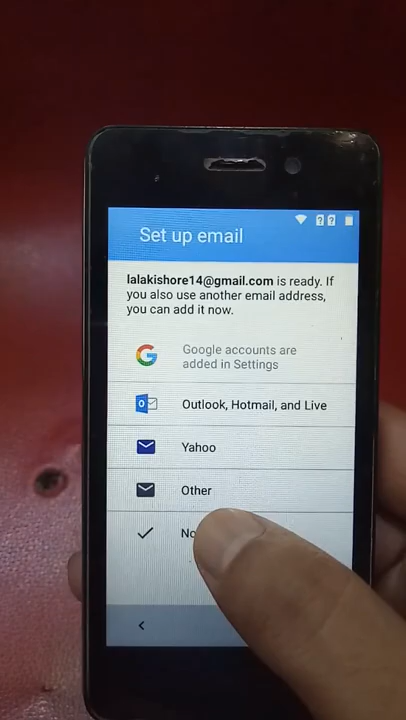 Set up email
lalakishore14@gmail.com is ready. If
you also use another email address,
you can add it now.
Google accounts are
added in Settings
Outlook, Hotmail, and Live
Yahoo
Other